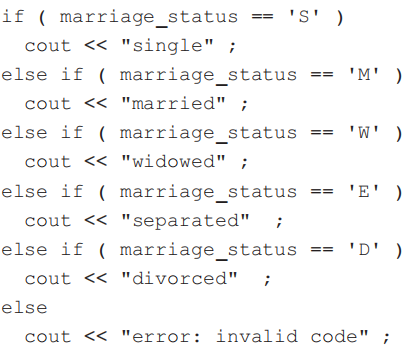 if ( marriage_status == 'S' )
cout << "single" ;
else if ( marriage_status == 'M' )
cout << "married" ;
else if ( marriage_status == 'W' )
cout << "widowed" ;
else if ( marriage_status == 'E' )
cout << "separated"  ;
else if ( marriage_status == 'D' )
cout << "divorced"  ;
else
cout << "error: invalid code" ;